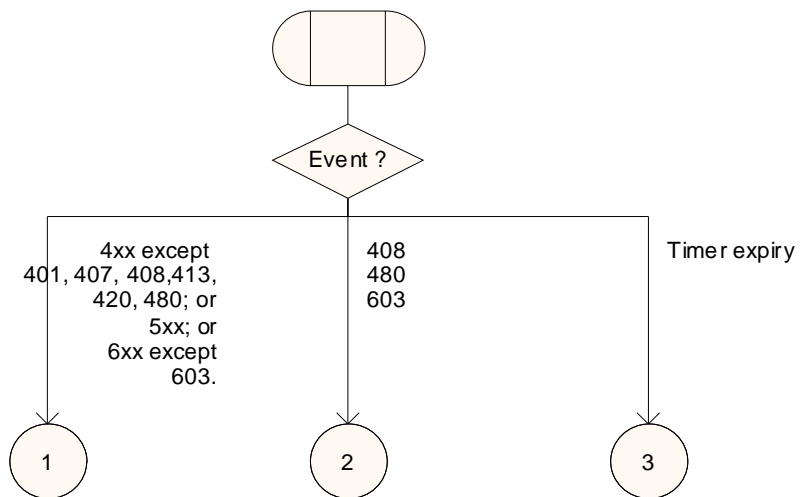 Event ?
4xx except
401, 407, 408,413,
420, 480; or
5xx; or
6xx except
603.
408
480
603
Timer expiry
1
2
3